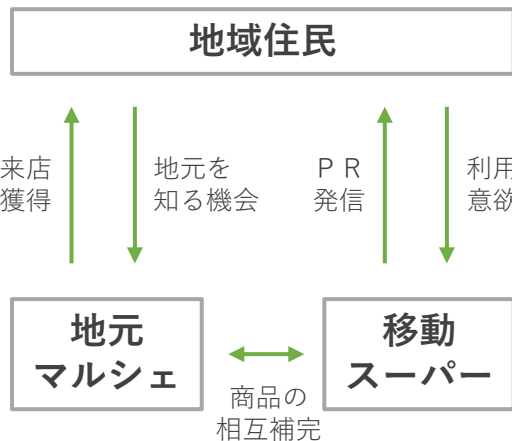 地域住民
来店
獲得
地元を
知る機会
ＰＲ
発信
利用
意欲
地元
マルシェ
移動
スーパー
商品の
相互補完